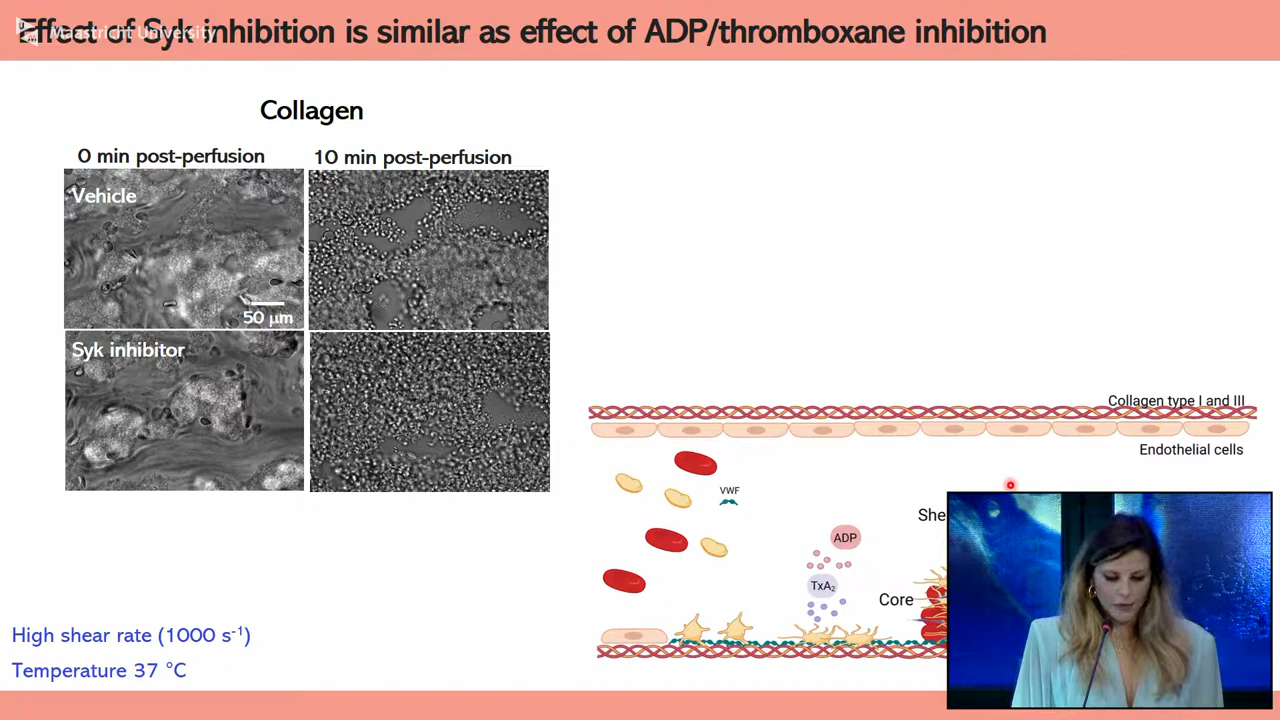 Effect of Syk inhibition is similar as effect of ADP/thromboxane inhibition
Maastricht University
Collagen
0 min post-perfusion
10 min post-perfusion
Vehicle
50 µm
Syk inhibitor
Collagen type I and III
Endothelial cells
VWF
She
ADP
TxA₂
Core
High shear rate (1000 s⁻¹)
Temperature 37 °C